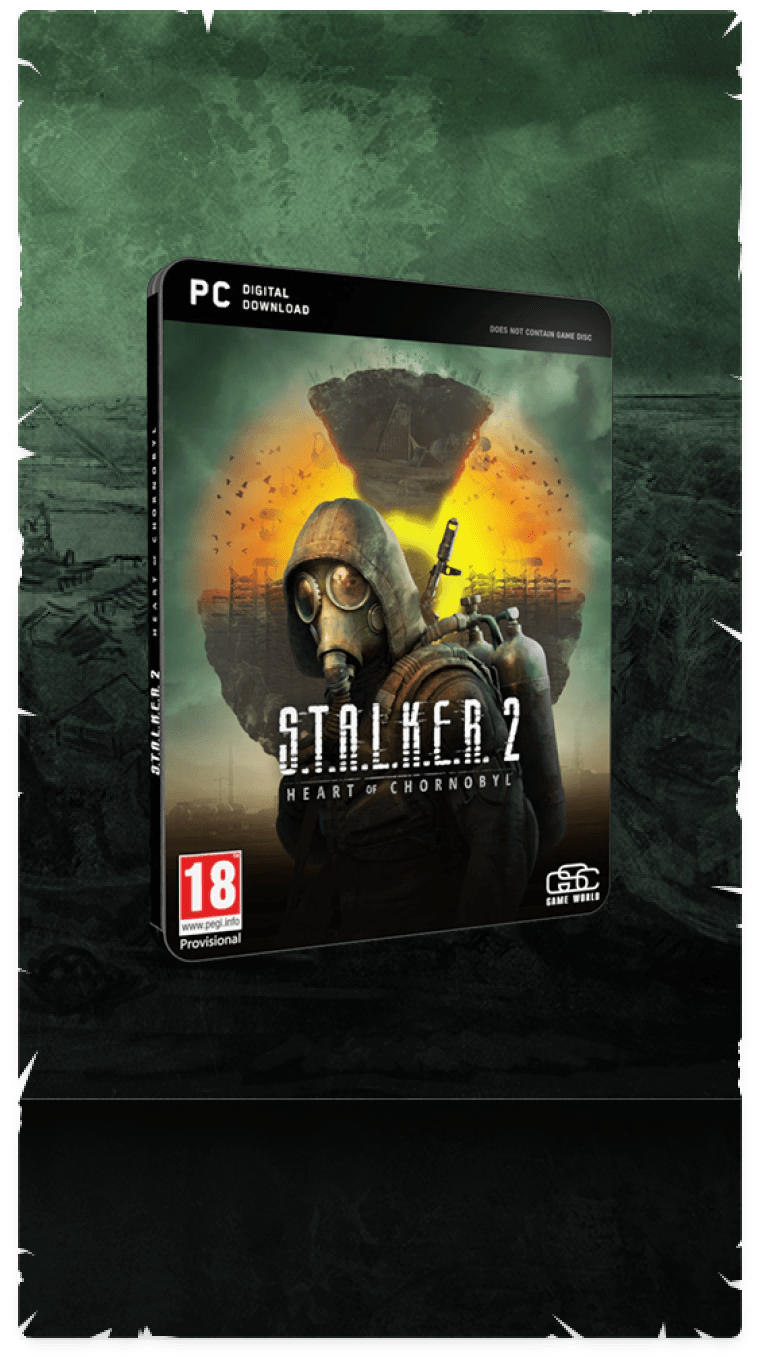 PC DIGITAL
DOWNLOAD
DOES NOT CONTAIN GAME DISC
HEART OF CHORNOBYL
S.T.A.L.K.E.R. 2
S.T.A.L.K.E.R. 2
HEART OF CHORNOBYL
18
www.pegi.info
Provisional
GSC
GAME WORLD